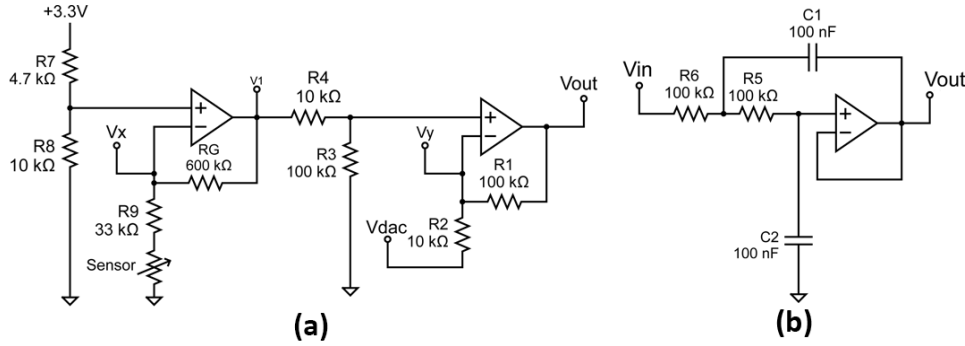 +3.3V
R7
4.7 kΩ
R8
10 kΩ
Vx
+
−
V1
RG
600 kΩ
R9
33 kΩ
Sensor
R4
10 kΩ
R3
100 kΩ
Vy
+
−
Vout
R1
100 kΩ
Vdac
R2
10 kΩ
(a)
C1
100 nF
Vin
R6
100 kΩ
R5
100 kΩ
+
−
Vout
C2
100 nF
(b)